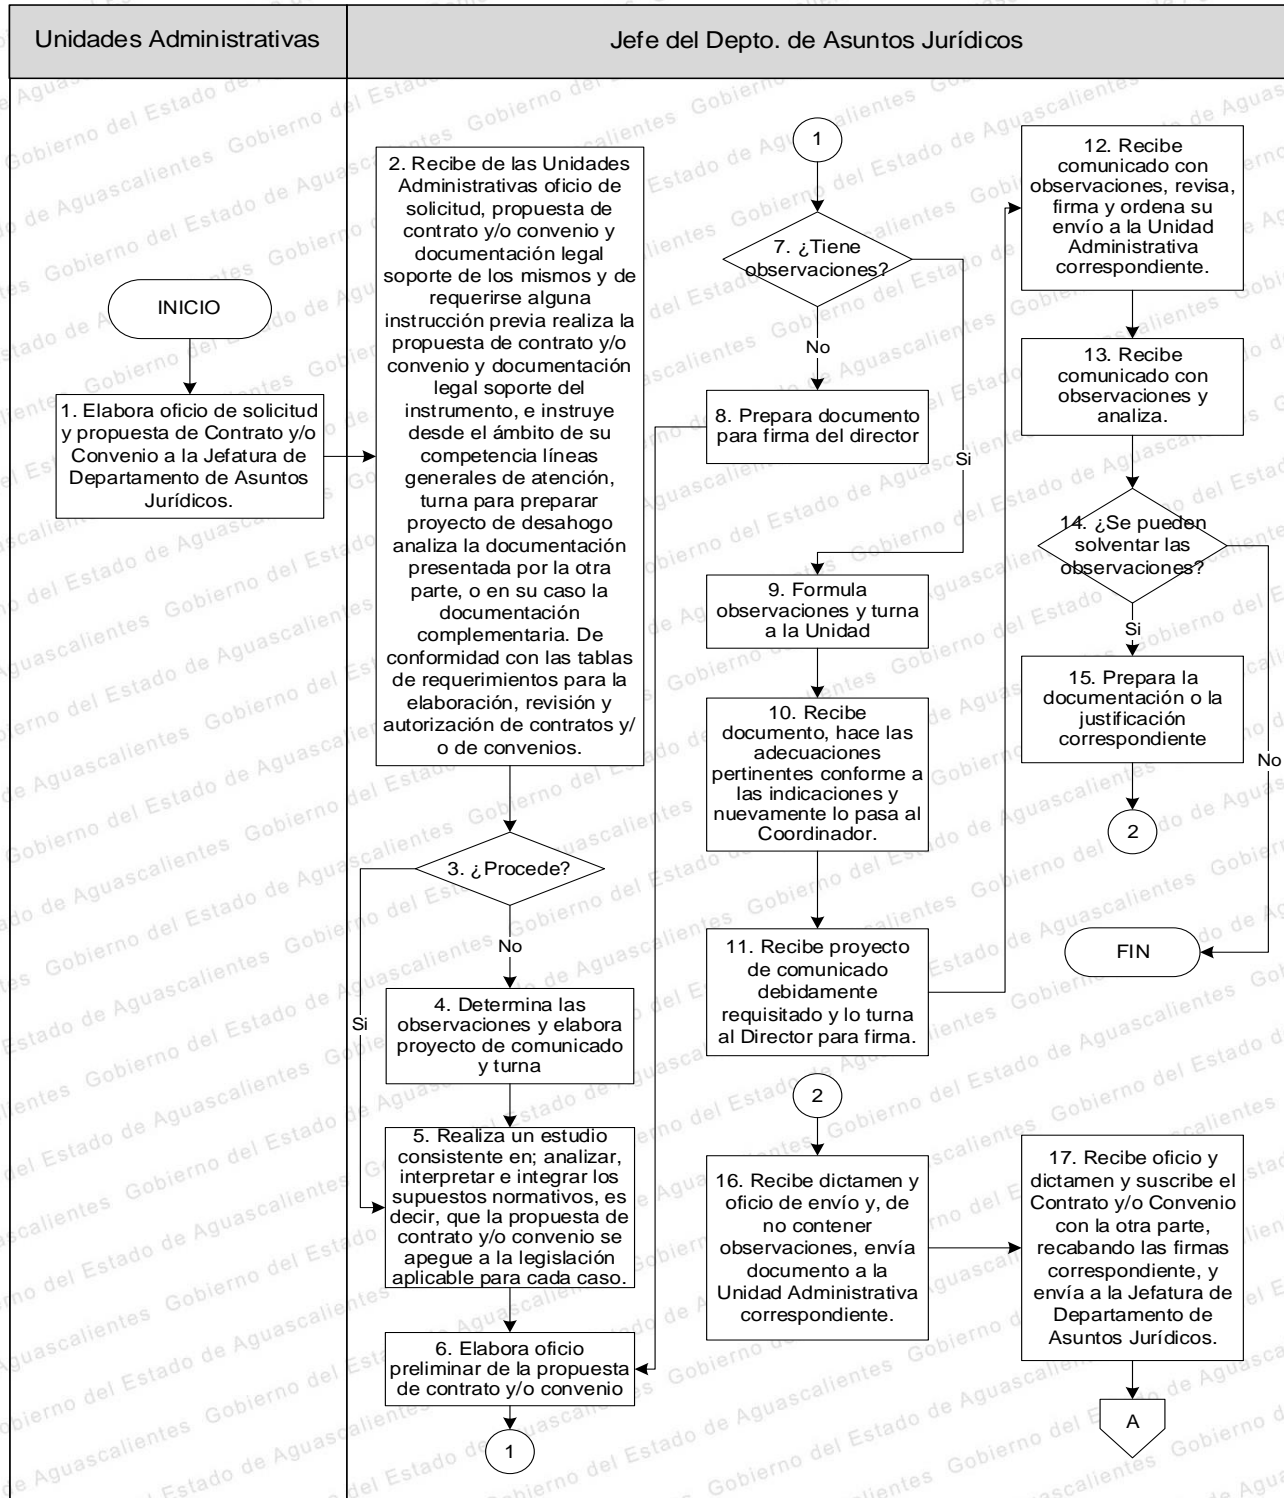 Unidades Administrativas
Jefe del Depto. de Asuntos Jurídicos
INICIO
1. Elabora oficio de solicitud
y propuesta de Contrato y/o
Convenio a la Jefatura de
Departamento de Asuntos
Jurídicos.
2. Recibe de las Unidades
Administrativas oficio de
solicitud, propuesta de
contrato y/o convenio y
documentación legal
soporte de los mismos y de
requerirse alguna
instrucción previa realiza la
propuesta de contrato y/o
convenio y documentación
legal soporte del
instrumento, e instruye
desde el ámbito de su
competencia líneas
generales de atención,
turna para preparar
proyecto de desahogo
analiza la documentación
presentada por la otra
parte, o en su caso la
documentación
complementaria. De
conformidad con las tablas
de requerimientos para la
elaboración, revisión y
autorización de contratos y/
o de convenios.
3. ¿Procede?
No
Si
4. Determina las
observaciones y elabora
proyecto de comunicado
y turna
5. Realiza un estudio
consistente en; analizar,
interpretar e integrar los
supuestos normativos, es
decir, que la propuesta de
contrato y/o convenio se
apegue a la legislación
aplicable para cada caso.
6. Elabora oficio
preliminar de la propuesta
de contrato y/o convenio
1
1
7. ¿Tiene
observaciones?
No
Si
8. Prepara documento
para firma del director
9. Formula
observaciones y turna
a la Unidad
10. Recibe
documento, hace las
adecuaciones
pertinentes conforme a
las indicaciones y
nuevamente lo pasa al
Coordinador.
11. Recibe proyecto
de comunicado
debidamente
requisitado y lo turna
al Director para firma.
12. Recibe
comunicado con
observaciones, revisa,
firma y ordena su
envío a la Unidad
Administrativa
correspondiente.
13. Recibe
comunicado con
observaciones y
analiza.
14. ¿Se pueden
solventar las
observaciones?
Si
No
15. Prepara la
documentación o la
justificación
correspondiente
2
FIN
2
16. Recibe dictamen y
oficio de envío y, de
no contener
observaciones, envía
documento a la
Unidad Administrativa
correspondiente.
17. Recibe oficio y
dictamen y suscribe el
Contrato y/o Convenio
con la otra parte,
recabando las firmas
correspondiente, y
envía a la Jefatura de
Departamento de
Asuntos Jurídicos.
A